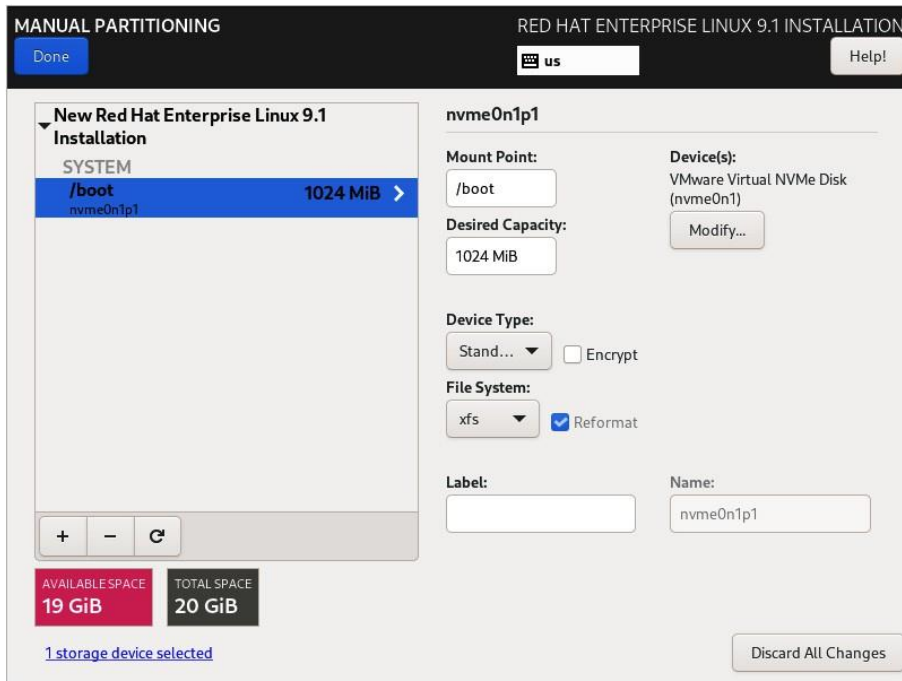 MANUAL PARTITIONING
RED HAT ENTERPRISE LINUX 9.1 INSTALLATION
Done
us
Help!
New Red Hat Enterprise Linux 9.1
Installation
SYSTEM
/boot
1024 MiB
nvme0n1p1
nvme0n1p1
Mount Point:
/boot
Desired Capacity:
1024 MiB
Device(s):
VMware Virtual NVMe Disk
(nvme0n1)
Modify...
Device Type:
Stand...
Encrypt
File System:
xfs
Reformat
Label:
Name:
nvme0n1p1
+ −
AVAILABLE SPACE
19 GiB
TOTAL SPACE
20 GiB
1 storage device selected
Discard All Changes